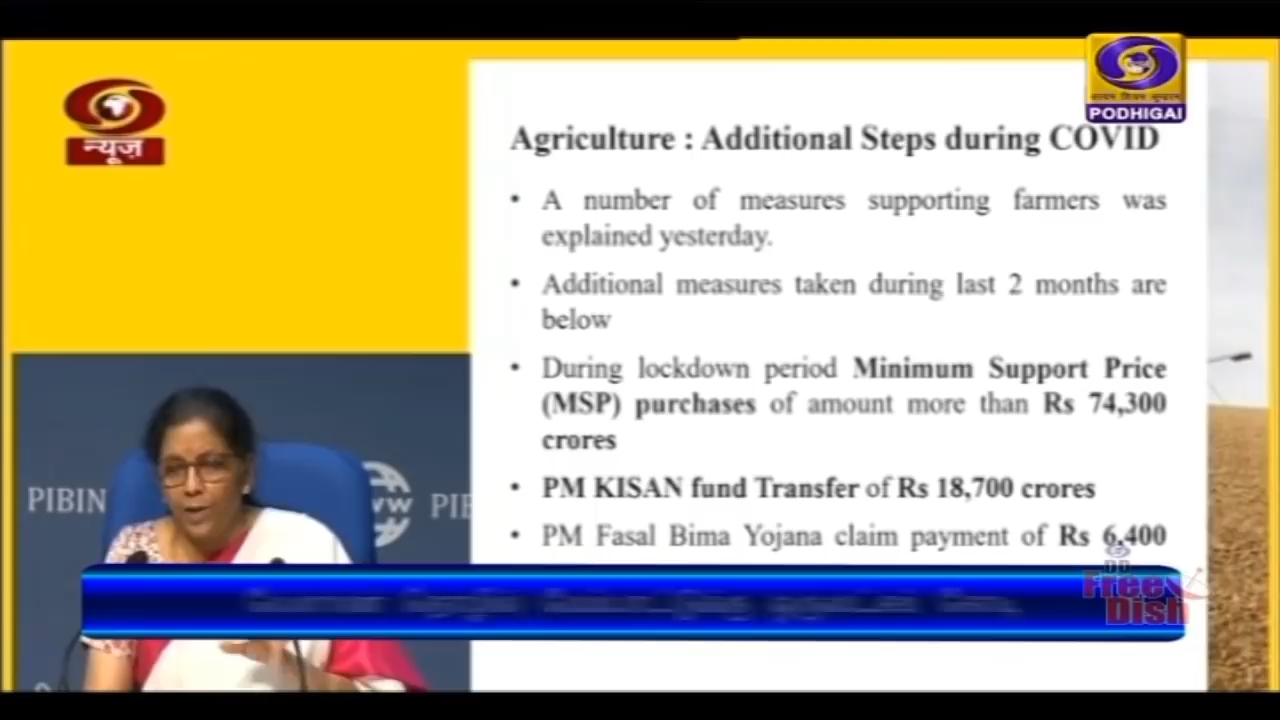 न्यूज़
PODHIGAI
Agriculture : Additional Steps during COVID
• A number of measures supporting farmers was
explained yesterday.
• Additional measures taken during last 2 months are
below
• During lockdown period Minimum Support Price
(MSP) purchases of amount more than Rs 74,300
crores
• PM KISAN fund Transfer of Rs 18,700 crores
• PM Fasal Bima Yojana claim payment of Rs 6,400
PIBIN
PIB
DD
Free
Dish